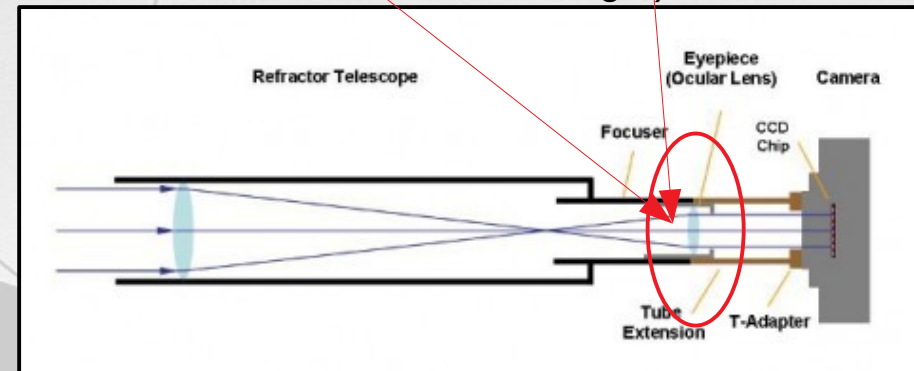 Eyepiece
(Ocular Lens)
Refractor Telescope
Camera
Focuser
CCD
Chip
Tube
Extension
T-Adapter